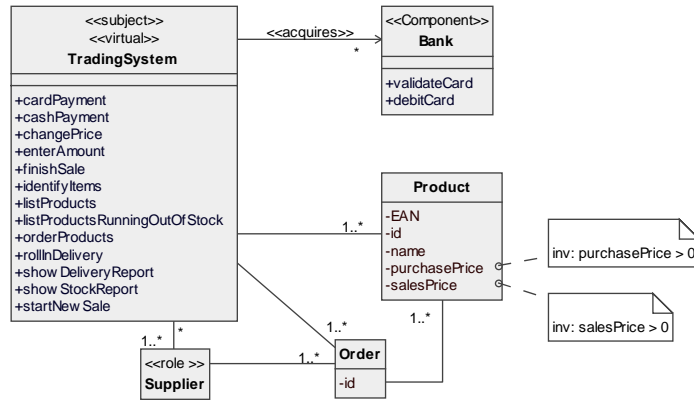 <<subject>>
<<virtual>>
TradingSystem
+cardPayment
+cashPayment
+changePrice
+enterAmount
+finishSale
+identifyItems
+listProducts
+listProductsRunningOutOfStock
+orderProducts
+rollInDelivery
+show DeliveryReport
+show StockReport
+startNew Sale
<<acquires>>
*
<<Component>>
Bank
+validateCard
+debitCard
Product
-EAN
-id
-name
-purchasePrice
-salesPrice
1..*
inv: purchasePrice > 0
inv: salesPrice > 0
1..*
1..*
*
1..*
<<role >>
Supplier
1..*
Order
-id